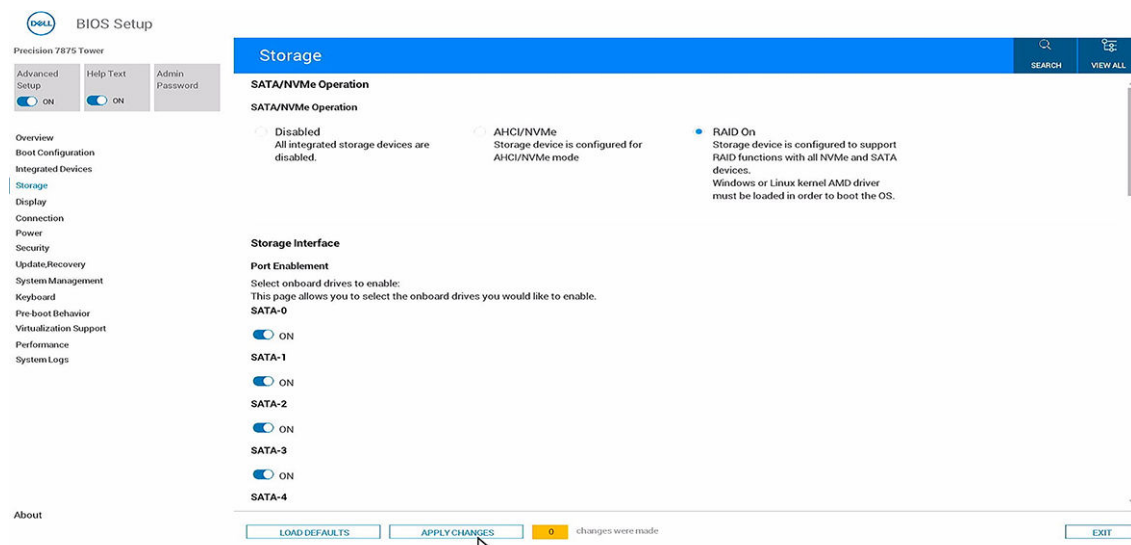 DELL
BIOS Setup
Precision 7875 Tower
Advanced Setup
ON
Help Text
ON
Admin Password
Overview
Boot Configuration
Integrated Devices
Storage
Display
Connection
Power
Security
Update,Recovery
System Management
Keyboard
Pre-boot Behavior
Virtualization Support
Performance
System Logs
About
Storage
SEARCH
VIEW ALL
SATA/NVMe Operation
SATA/NVMe Operation
Disabled
All integrated storage devices are
disabled.
AHCI/NVMe
Storage device is configured for
AHCI/NVMe mode
RAID On
Storage device is configured to support
RAID functions with all NVMe and SATA
devices.
Windows or Linux kernel AMD driver
must be loaded in order to boot the OS.
Storage Interface
Port Enablement
Select onboard drives to enable:
This page allows you to select the onboard drives you would like to enable.
SATA-0
ON
SATA-1
ON
SATA-2
ON
SATA-3
ON
SATA-4
LOAD DEFAULTS
APPLY CHANGES
0
changes were made
EXIT